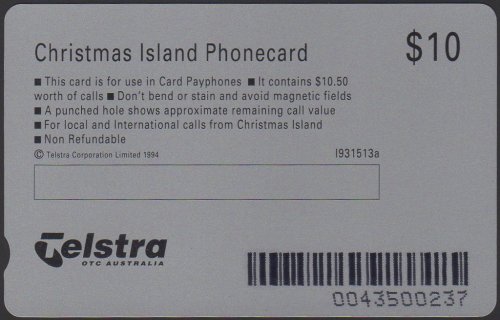 Christmas Island Phonecard $10
■ This card is for use in Card Payphones ■ It contains $10.50
worth of calls ■ Don't bend or stain and avoid magnetic fields
■ A punched hole shows approximate remaining call value
■ For local and International calls from Christmas Island
■ Non Refundable
© Telstra Corporation Limited 1994 I931513a
Telstra
OTC AUSTRALIA
0043500237